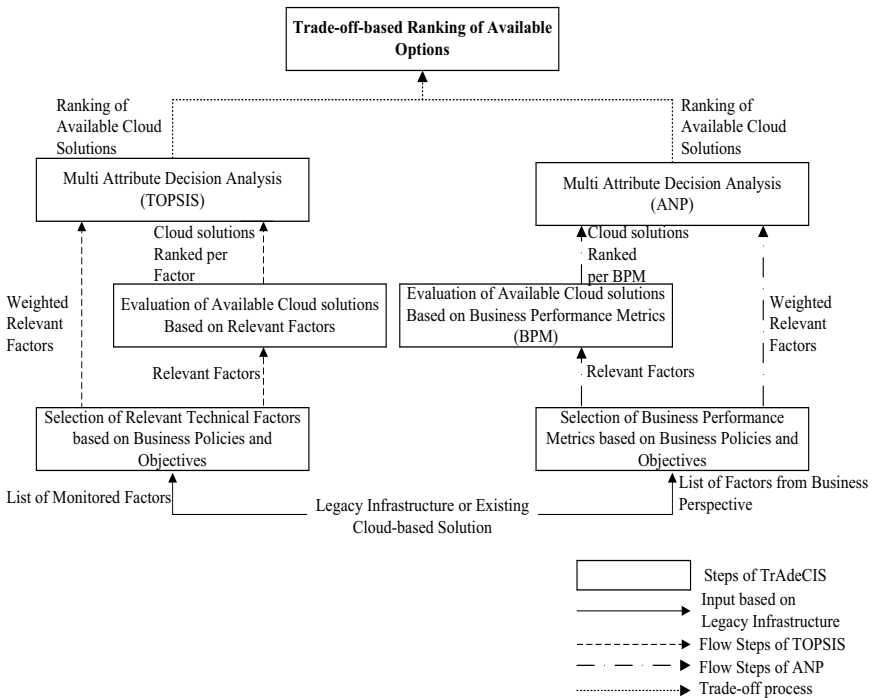 Trade-off-based Ranking of Available
Options
Ranking of
Available Cloud
Solutions
Ranking of
Available Cloud
Solutions
Multi Attribute Decision Analysis
(TOPSIS)
Multi Attribute Decision Analysis
(ANP)
Cloud solutions
Ranked per
Factor
Cloud solutions
Ranked
per BPM
Weighted
Relevant
Factors
Evaluation of Available Cloud solutions
Based on Relevant Factors
Evaluation of Available Cloud solutions
Based on Business Performance Metrics
(BPM)
Weighted
Relevant
Factors
Relevant Factors
Relevant Factors
Selection of Relevant Technical Factors
based on Business Policies and
Objectives
Selection of Business Performance
Metrics based on Business Policies and
Objectives
List of Monitored Factors
Legacy Infrastructure or Existing
Cloud-based Solution
List of Factors from Business
Perspective
Steps of TrAdeCIS
Input based on
Legacy Infrastructure
Flow Steps of TOPSIS
Flow Steps of ANP
Trade-off process